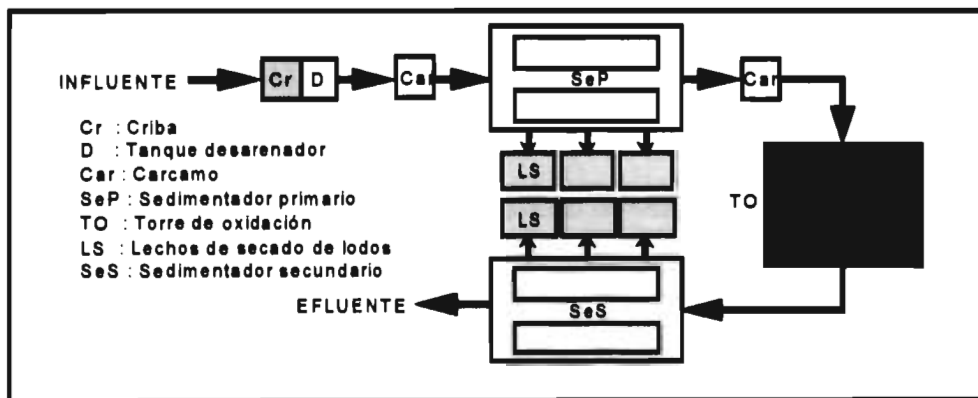 INFLUENTE
Cr D
Car
SeP
Car
Cr : Criba
D : Tanque desarenador
Car: Carcamo
SeP: Sedimentador primario
TO : Torre de oxidación
LS : Lechos de secado de lodos
SeS : Sedimentador secundario
LS
LS
TO
EFLUENTE
SeS